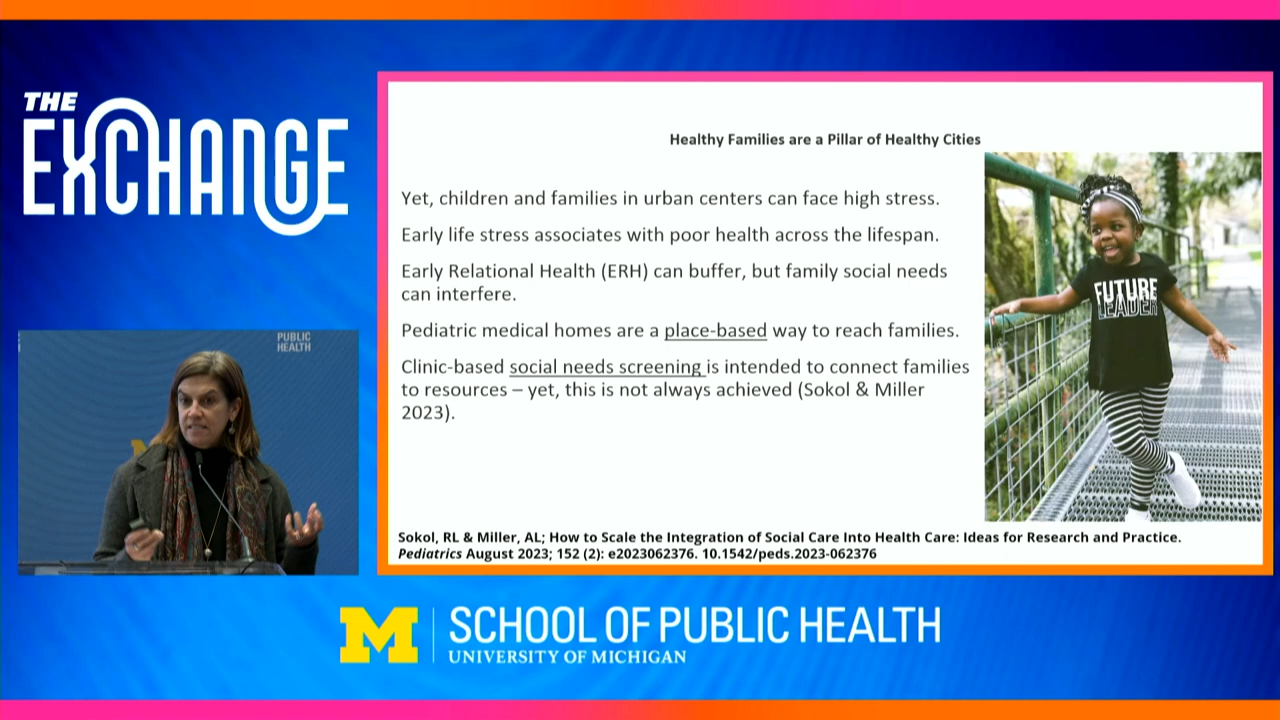 THE
EXCHANGE
PUBLIC
HEALTH
Healthy Families are a Pillar of Healthy Cities
Yet, children and families in urban centers can face high stress.
Early life stress associates with poor health across the lifespan.
Early Relational Health (ERH) can buffer, but family social needs
can interfere.
Pediatric medical homes are a place-based way to reach families.
Clinic-based social needs screening is intended to connect families
to resources – yet, this is not always achieved (Sokol & Miller
2023).
FUTURE
LEADER
Sokol, RL & Miller, AL; How to Scale the Integration of Social Care Into Health Care: Ideas for Research and Practice.
Pediatrics August 2023; 152 (2): e2023062376. 10.1542/peds.2023-062376
M
SCHOOL OF PUBLIC HEALTH
UNIVERSITY OF MICHIGAN